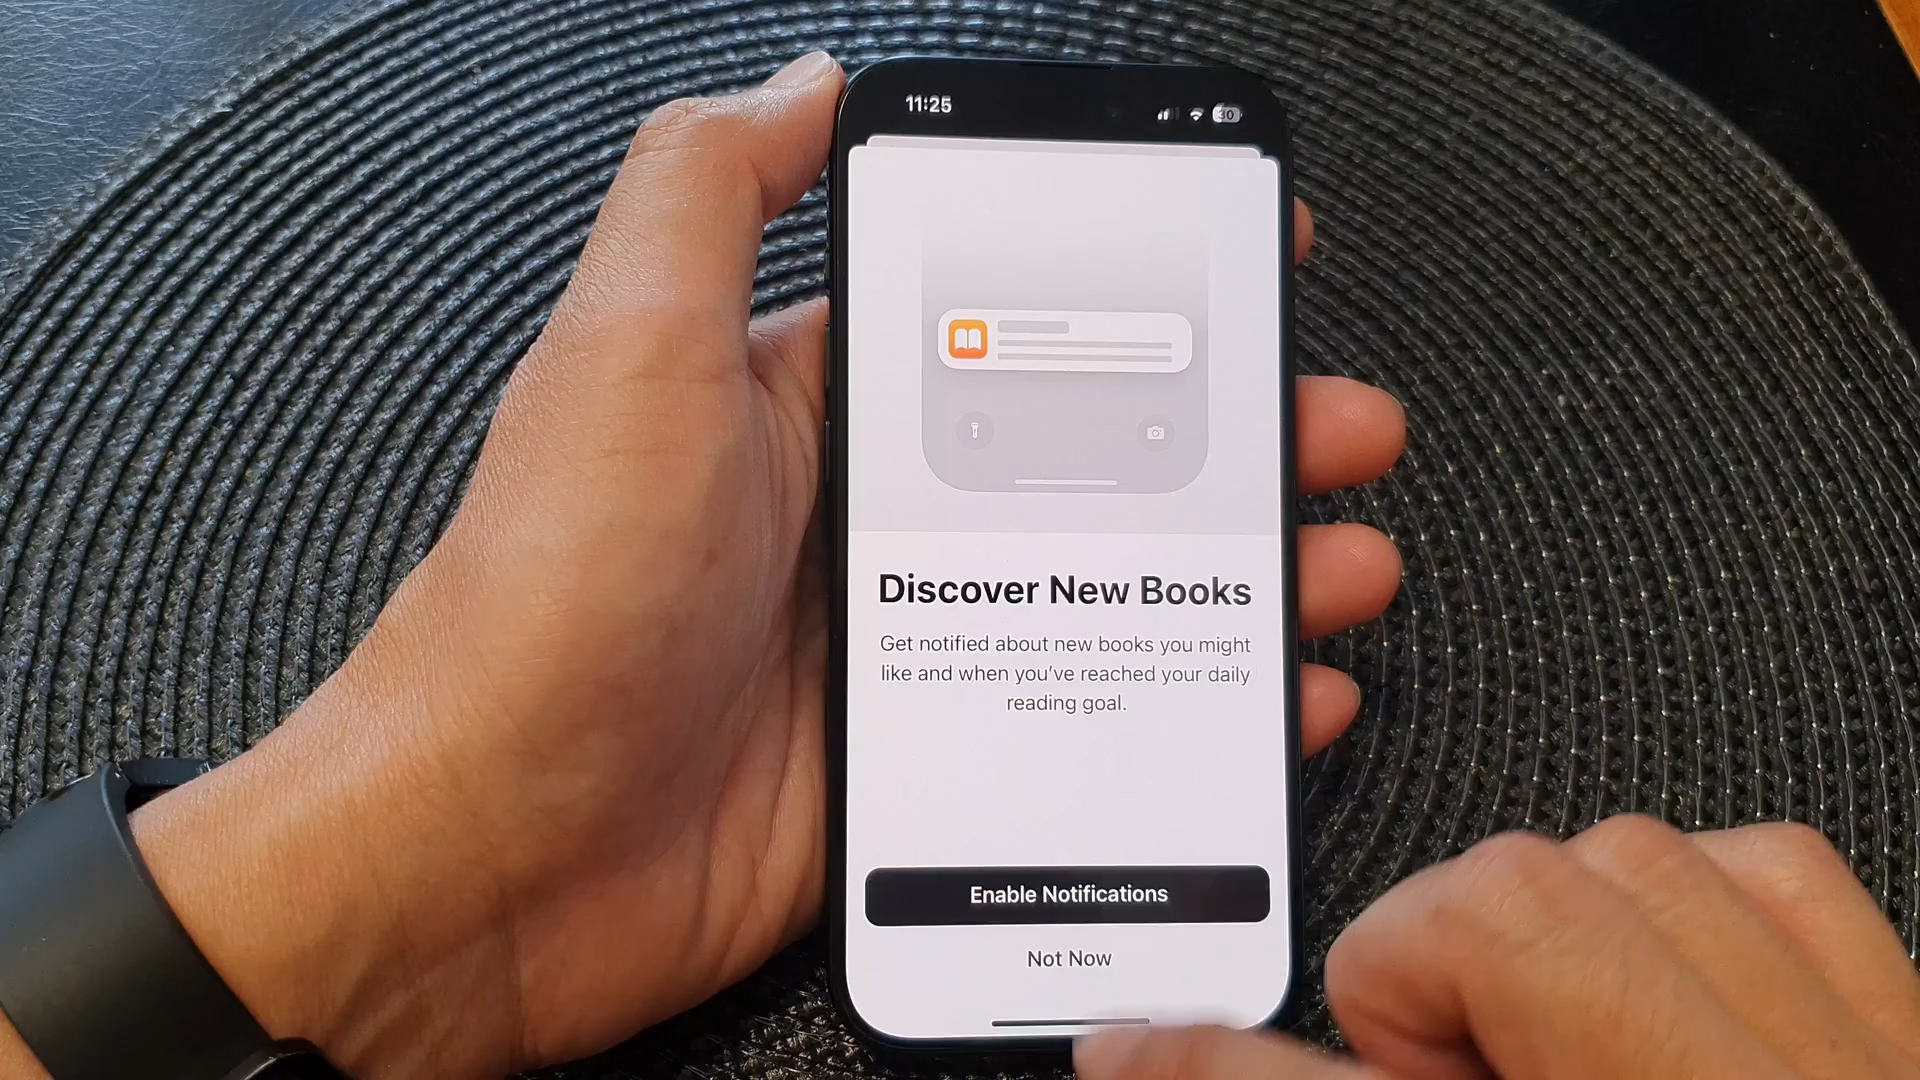 11:25
30
Discover New Books
Get notified about new books you might
like and when you've reached your daily
reading goal.
Enable Notifications
Not Now